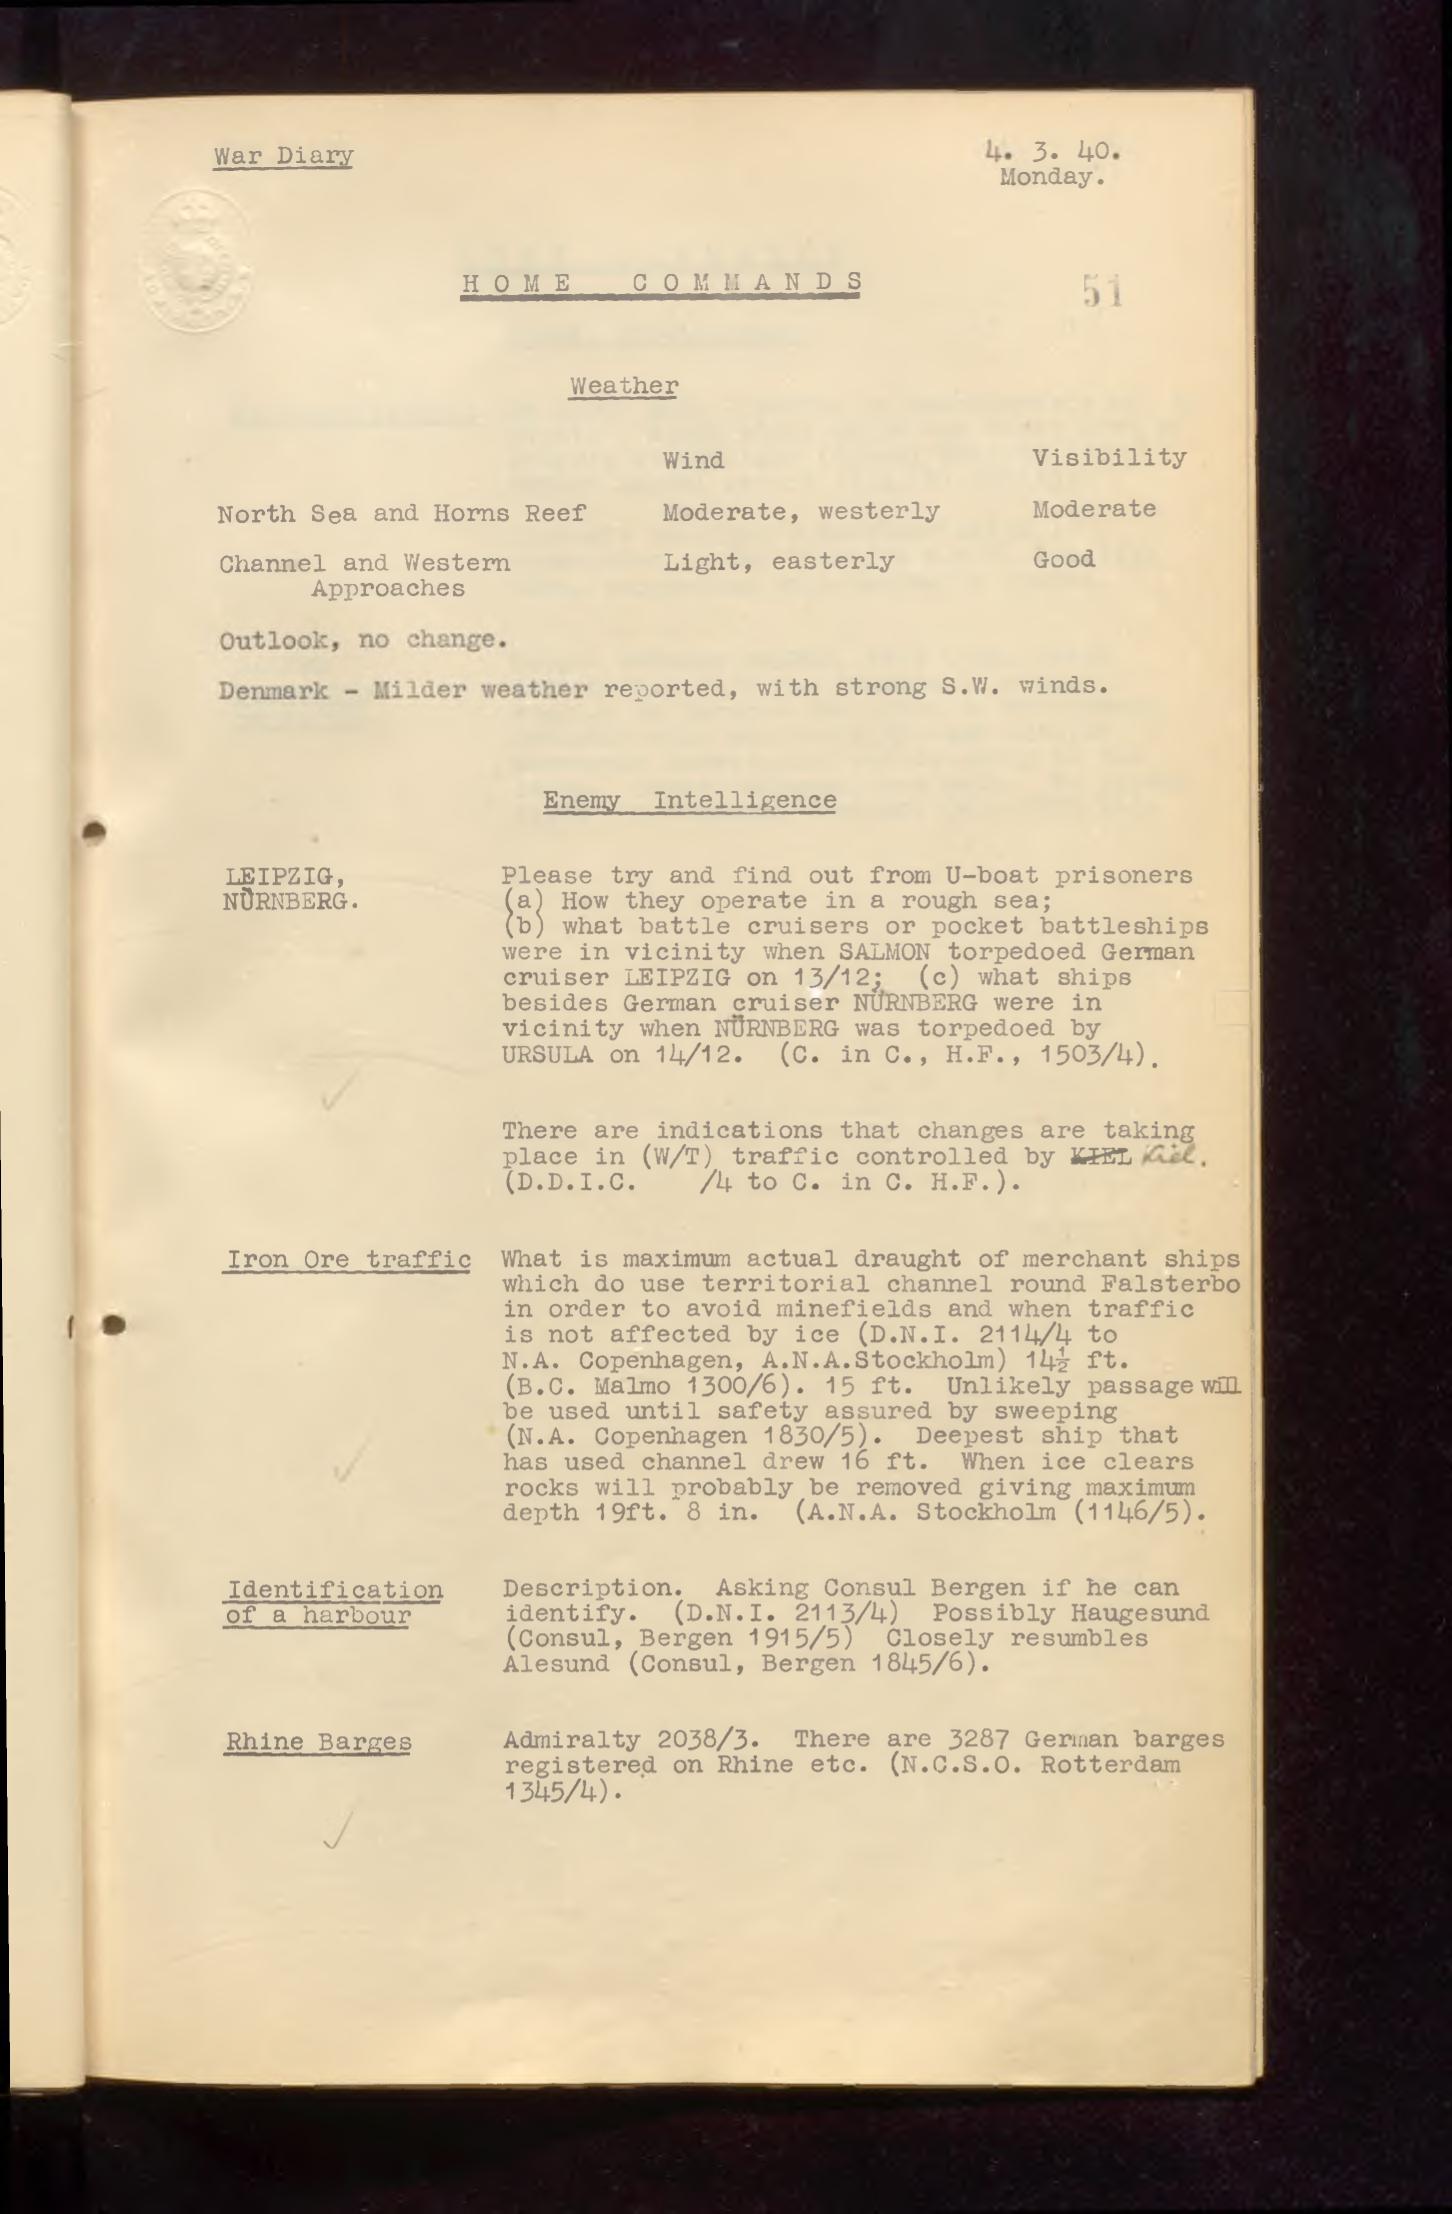 War Diary
4. 3. 40.
Monday.
HOME COMMANDS
51
Weather
Wind Visibility
North Sea and Horns Reef Moderate, westerly Moderate
Channel and Western Light, easterly Good
Approaches
Outlook, no change.
Denmark - Milder weather reported, with strong S.W. winds.
Enemy Intelligence
LEIPZIG,
NÜRNBERG.
Please try and find out from U-boat prisoners
(a) How they operate in a rough sea;
(b) what battle cruisers or pocket battleships
were in vicinity when SALMON torpedoed German
cruiser LEIPZIG on 13/12; (c) what ships
besides German cruiser NÜRNBERG were in
vicinity when NÜRNBERG was torpedoed by
URSULA on 14/12. (C. in C., H.F., 1503/4).
There are indications that changes are taking
place in (W/T) traffic controlled by KIEL Kiel.
(D.D.I.C. /4 to C. in C. H.F.).
Iron Ore traffic
What is maximum actual draught of merchant ships
which do use territorial channel round Falsterbo
in order to avoid minefields and when traffic
is not affected by ice (D.N.I. 2114/4 to
N.A. Copenhagen, A.N.A.Stockholm) 14½ ft.
(B.C. Malmo 1300/6). 15 ft. Unlikely passage will
be used until safety assured by sweeping
(N.A. Copenhagen 1830/5). Deepest ship that
has used channel drew 16 ft. When ice clears
rocks will probably be removed giving maximum
depth 19ft. 8 in. (A.N.A. Stockholm (1146/5).
Identification
of a harbour
Description. Asking Consul Bergen if he can
identify. (D.N.I. 2113/4) Possibly Haugesund
(Consul, Bergen 1915/5) Closely resumbles
Alesund (Consul, Bergen 1845/6).
Rhine Barges
Admiralty 2038/3. There are 3287 German barges
registered on Rhine etc. (N.C.S.O. Rotterdam
1345/4).